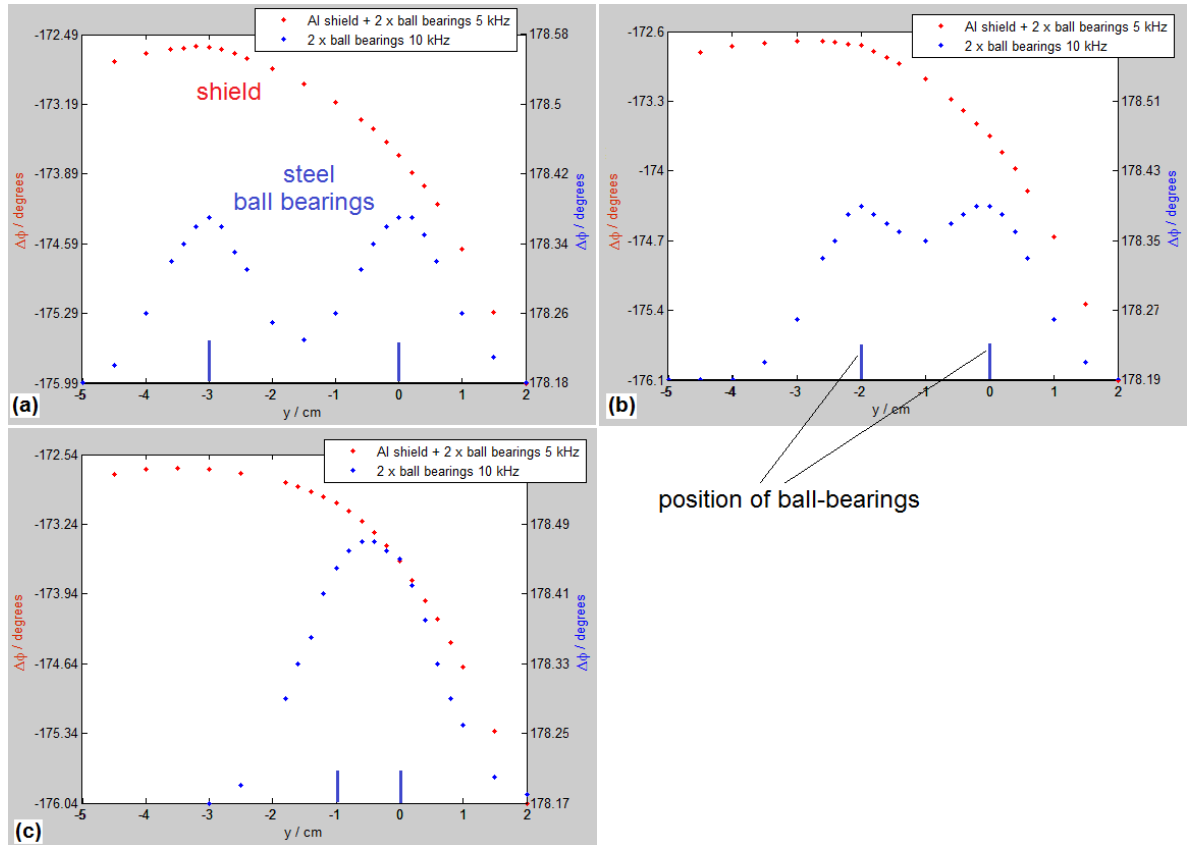 Al shield + 2 x ball bearings 5 kHz
2 x ball bearings 10 kHz
-172.49
-173.19
-173.89
-174.59
-175.29
-175.99
178.58
178.5
178.42
178.34
178.26
178.18
shield
steel
ball bearings
Δϕ / degrees
Δϕ / degrees
-5 -4 -3 -2 -1 0 1 2
y / cm
(a)
Al shield + 2 x ball bearings 5 kHz
2 x ball bearings 10 kHz
-172.6
-173.3
-174
-174.7
-175.4
-176.1
178.51
178.43
178.35
178.27
178.19
Δϕ / degrees
Δϕ / degrees
-5 -4 -3 -2 -1 0 1 2
y / cm
(b)
position of ball-bearings
Al shield + 2 x ball bearings 5 kHz
2 x ball bearings 10 kHz
-172.54
-173.24
-173.94
-174.64
-175.34
-176.04
178.49
178.41
178.33
178.25
178.17
Δϕ / degrees
Δϕ / degrees
-5 -4 -3 -2 -1 0 1 2
y / cm
(c)